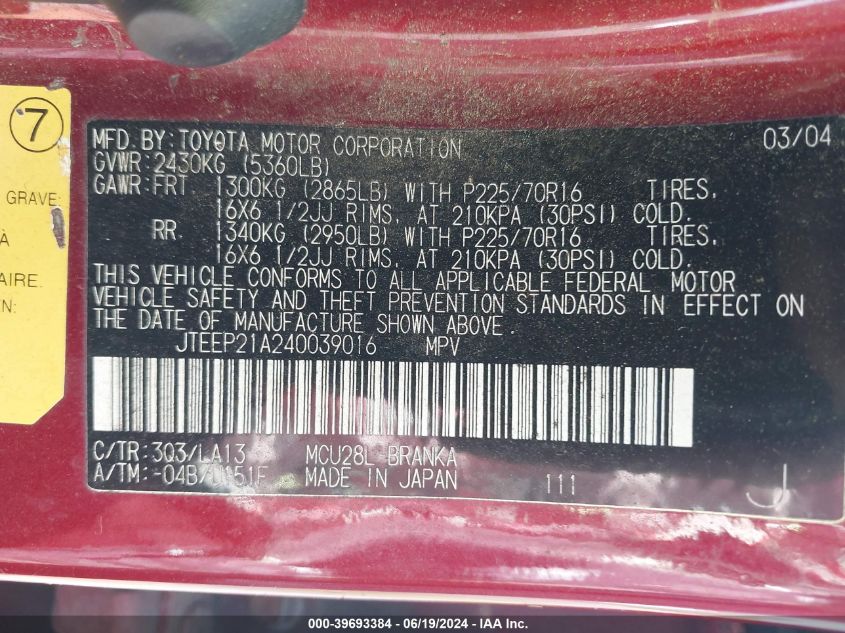 7
GRAVE:
À
AIRE.
EN:
MFD. BY: TOYOTA MOTOR CORPORATION 03/04
GVWR: 2430KG (5360LB)
GAWR: FRT 1300KG (2865LB) WITH P225/70R16 TIRES.
16X6 1/2JJ RIMS, AT 210KPA (30PSI) COLD.
RR 1340KG (2950LB) WITH P225/70R16 TIRES.
16X6 1/2JJ RIMS, AT 210KPA (30PSI) COLD.
THIS VEHICLE CONFORMS TO ALL APPLICABLE FEDERAL MOTOR
VEHICLE SAFETY AND THEFT PREVENTION STANDARDS IN EFFECT ON
THE DATE OF MANUFACTURE SHOWN ABOVE.
JTEEP21A240039016 MPV
C/TR: 3Q3/LA13 MCU28L-BRANKA
A/TM: -04B/U151F MADE IN JAPAN 111 J
000-39693384 / 06/19/2024 / © IAA, Inc.